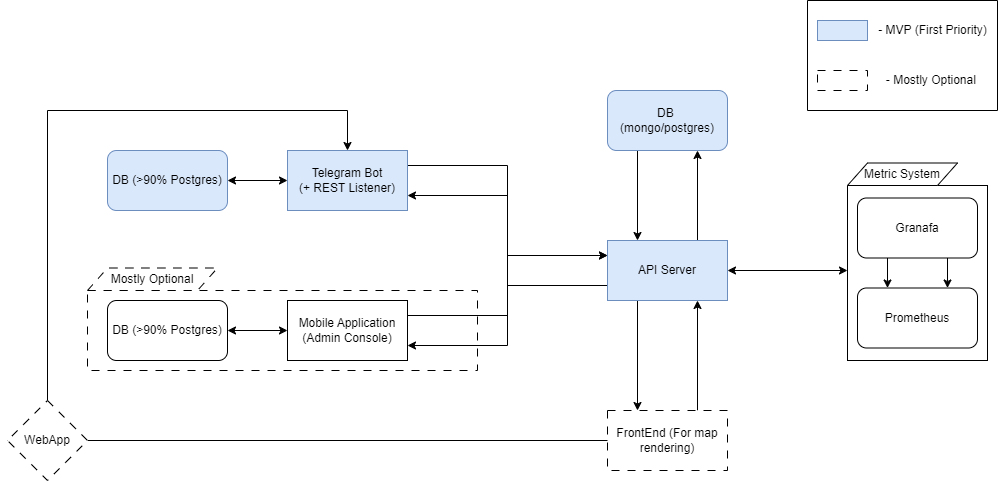 - MVP (First Priority)
- Mostly Optional
DB
(mongo/postgres)
DB (>90% Postgres)
Telegram Bot
(+ REST Listener)
Metric System
Granafa
Prometheus
API Server
Mostly Optional
DB (>90% Postgres)
Mobile Application
(Admin Console)
WebApp
FrontEnd (For map
rendering)